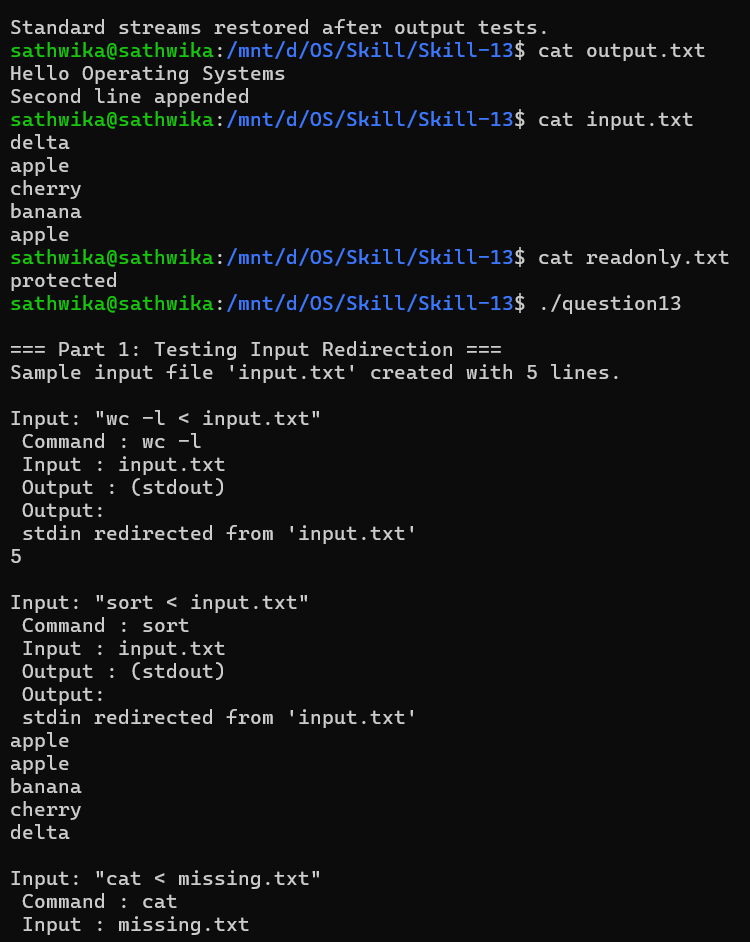 Standard streams restored after output tests.
sathwika@sathwika:/mnt/d/OS/Skill/Skill-13$ cat output.txt
Hello Operating Systems
Second line appended
sathwika@sathwika:/mnt/d/OS/Skill/Skill-13$ cat input.txt
delta
apple
cherry
banana
apple
sathwika@sathwika:/mnt/d/OS/Skill/Skill-13$ cat readonly.txt
protected
sathwika@sathwika:/mnt/d/OS/Skill/Skill-13$ ./question13

=== Part 1: Testing Input Redirection ===
Sample input file 'input.txt' created with 5 lines.

Input: "wc -l < input.txt"
 Command : wc -l
 Input : input.txt
 Output : (stdout)
 Output:
 stdin redirected from 'input.txt'
5

Input: "sort < input.txt"
 Command : sort
 Input : input.txt
 Output : (stdout)
 Output:
 stdin redirected from 'input.txt'
apple
apple
banana
cherry
delta

Input: "cat < missing.txt"
 Command : cat
 Input : missing.txt